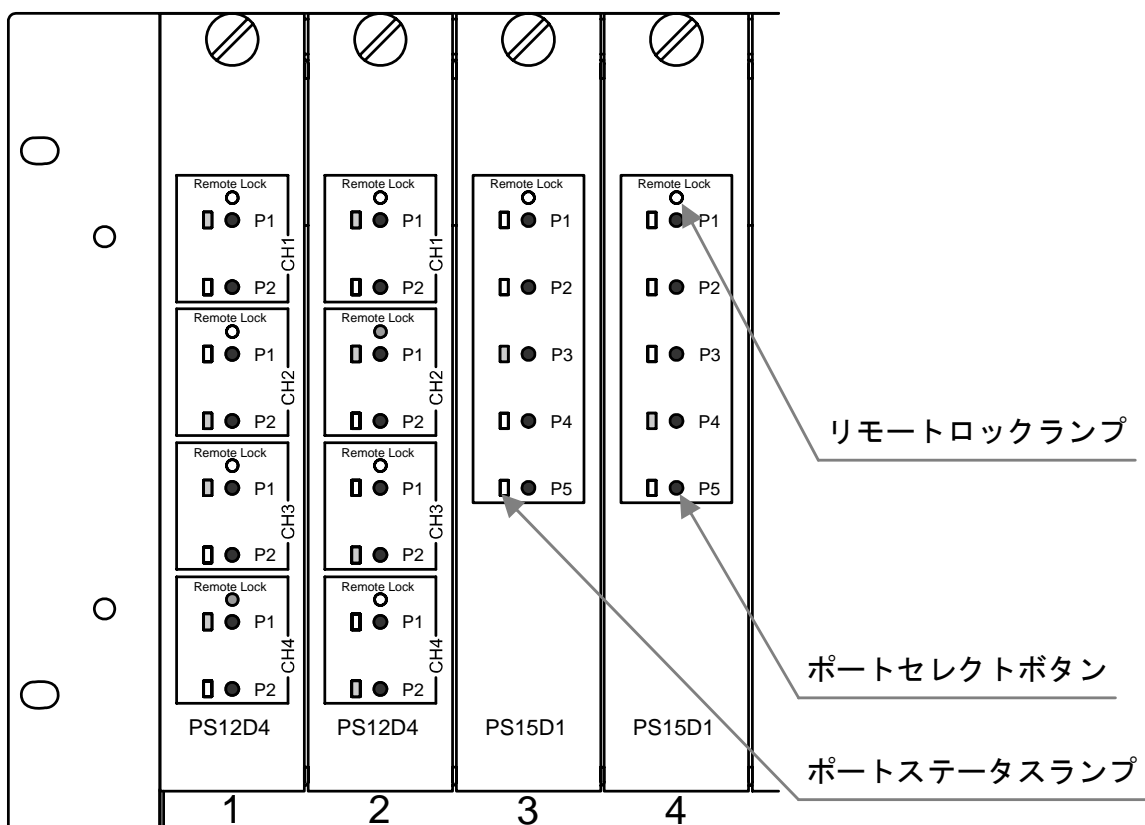 Remote Lock
P1
CH1
P2
Remote Lock
P1
CH2
P2
Remote Lock
P1
CH3
P2
Remote Lock
P1
CH4
P2
PS12D4
1
Remote Lock
P1
CH1
P2
Remote Lock
P1
CH2
P2
Remote Lock
P1
CH3
P2
Remote Lock
P1
CH4
P2
PS12D4
2
Remote Lock
P1
P2
P3
P4
P5
PS15D1
3
Remote Lock
P1
P2
P3
P4
P5
PS15D1
4
リモートロックランプ
ポートセレクトボタン
ポートステータスランプ